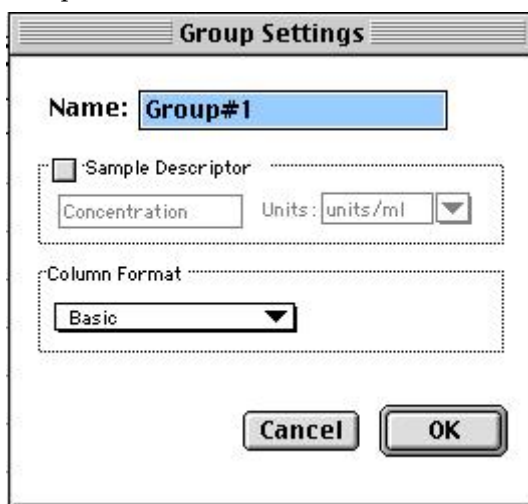 Group Settings
Name: Group#1
Sample Descriptor
Concentration Units: units/ml
Column Format
Basic
Cancel OK